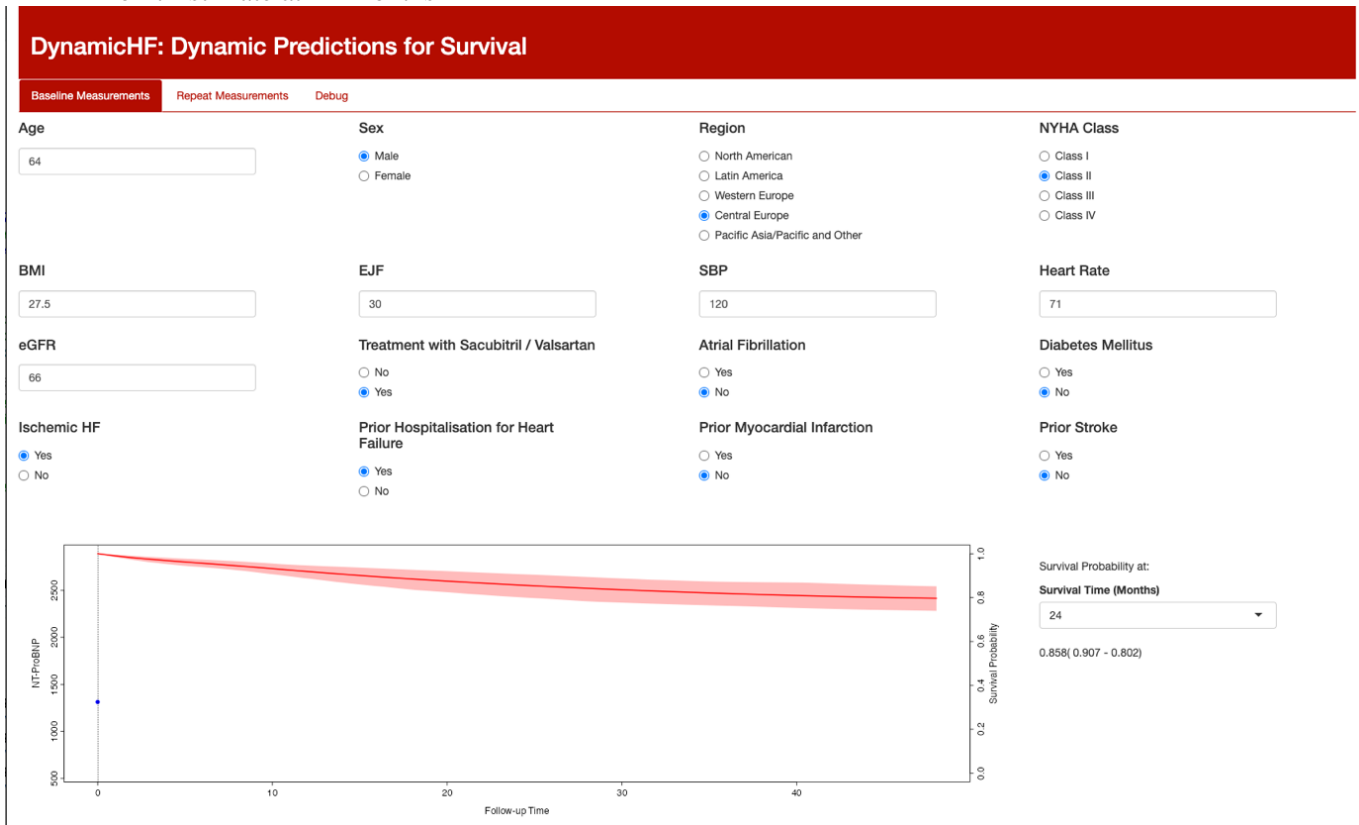 DynamicHF: Dynamic Predictions for Survival
Baseline Measurements Repeat Measurements Debug
Age Sex Region NYHA Class
64
Male
Female
North American
Latin America
Western Europe
Central Europe
Pacific Asia/Pacific and Other
Class I
Class II
Class III
Class IV
BMI EJF SBP Heart Rate
27.5 30 120 71
eGFR Treatment with Sacubitril / Valsartan Atrial Fibrillation Diabetes Mellitus
66
No
Yes
Yes
No
Yes
No
Ischemic HF
Yes
No
Prior Hospitalisation for Heart
Failure
Yes
No
Prior Myocardial Infarction
Yes
No
Prior Stroke
Yes
No
NT-ProBNP
500 1000 1500 2000 2500
0 10 20 30 40
Follow-up Time
0.0 0.2 0.4 0.6 0.8 1.0
Survival Probability
Survival Probability at:
Survival Time (Months)
24
0.858( 0.907 - 0.802)